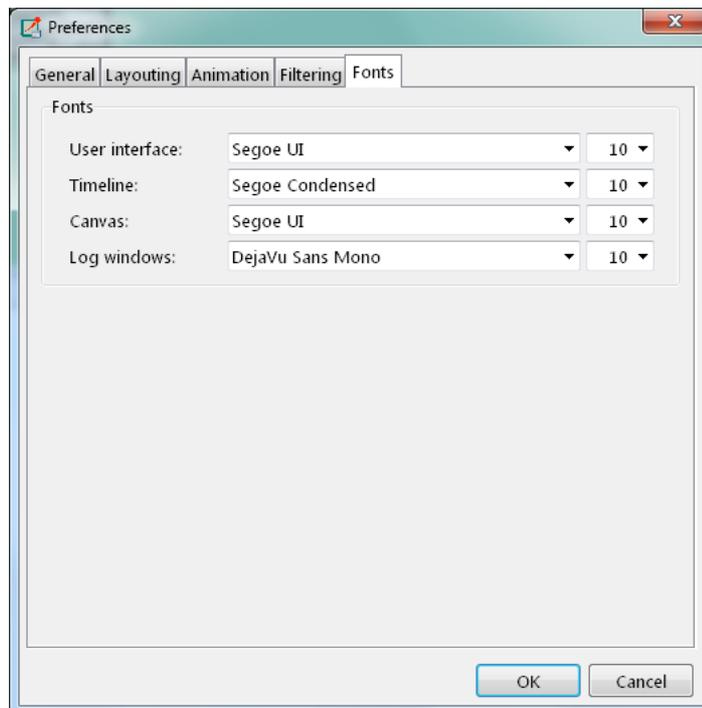 Preferences
General Layouting Animation Filtering Fonts
Fonts
User interface: Segoe UI 10
Timeline: Segoe Condensed 10
Canvas: Segoe UI 10
Log windows: DejaVu Sans Mono 10
OK Cancel